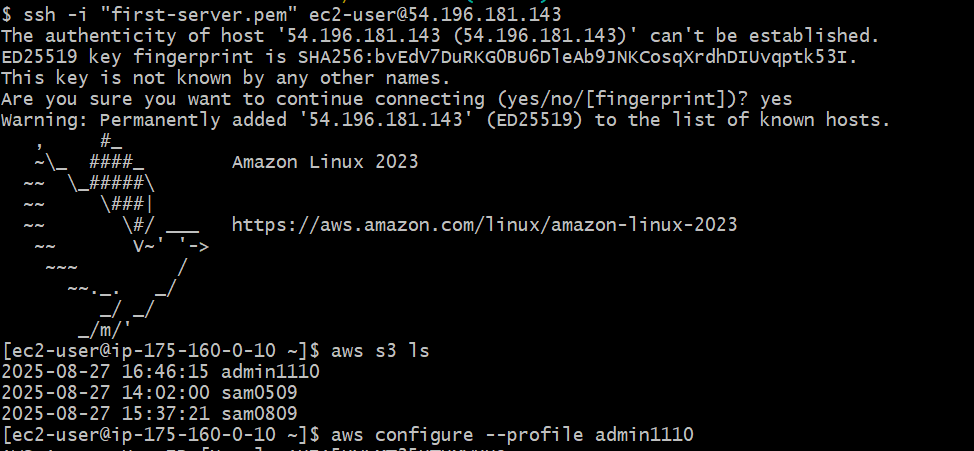 $ ssh -i "first-server.pem" ec2-user@54.196.181.143
The authenticity of host '54.196.181.143 (54.196.181.143)' can't be established.
ED25519 key fingerprint is SHA256:bvEdV7DuRKGOBU6DleAb9JNKCosqXrdhDIUvqptk53I.
This key is not known by any other names.
Are you sure you want to continue connecting (yes/no/[fingerprint])? yes
Warning: Permanently added '54.196.181.143' (ED25519) to the list of known hosts.
   ,     #_
   ~\_  ####_        Amazon Linux 2023
  ~~  \_#####\
  ~~     \###|
  ~~       \#/ ___   https://aws.amazon.com/linux/amazon-linux-2023
   ~~       V~' '->
    ~~~         /
      ~~._.   _/
         _/ _/
       _/m/'
[ec2-user@ip-175-160-0-10 ~]$ aws s3 ls
2025-08-27 16:46:15 admin1110
2025-08-27 14:02:00 sam0509
2025-08-27 15:37:21 sam0809
[ec2-user@ip-175-160-0-10 ~]$ aws configure --profile admin1110